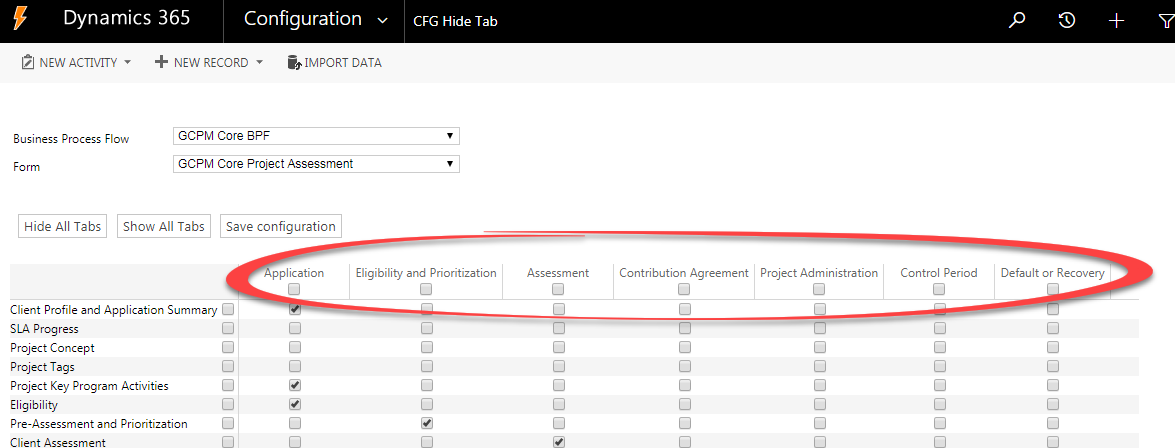 Dynamics 365 Configuration CFG Hide Tab
NEW ACTIVITY NEW RECORD IMPORT DATA
Business Process Flow GCPM Core BPF
Form GCPM Core Project Assessment
Hide All Tabs Show All Tabs Save configuration
Application Eligibility and Prioritization Assessment Contribution Agreement Project Administration Control Period Default or Recovery
Client Profile and Application Summary
SLA Progress
Project Concept
Project Tags
Project Key Program Activities
Eligibility
Pre-Assessment and Prioritization
Client Assessment